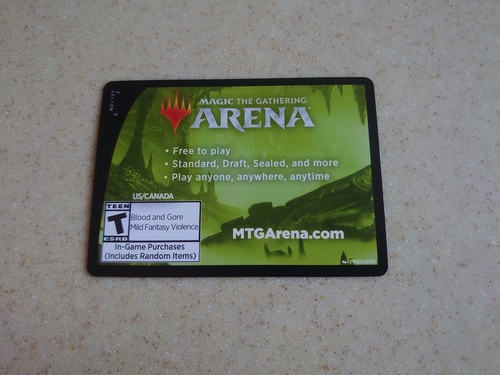 MAGIC THE GATHERING
ARENA
• Free to play
• Standard, Draft, Sealed, and more
• Play anyone, anywhere, anytime
US/CANADA
TEEN
T
ESRB
Blood and Gore
Mild Fantasy Violence
In-Game Purchases
(Includes Random Items)
MTGArena.com